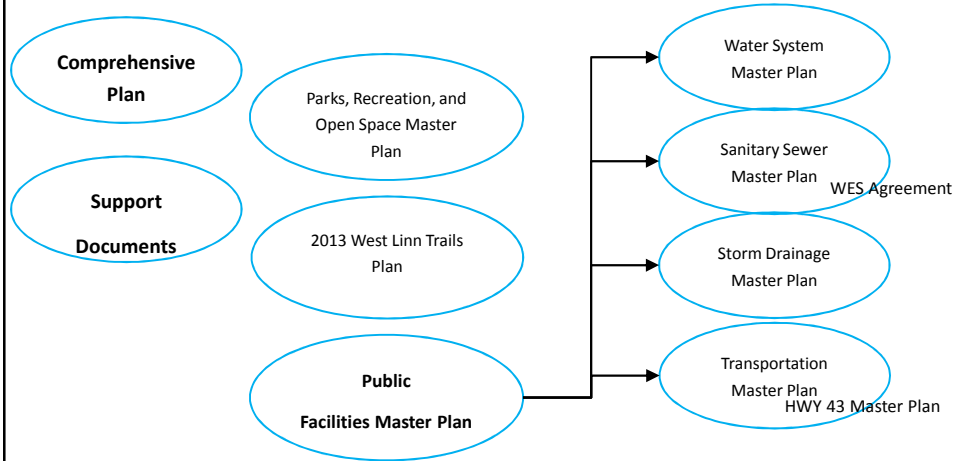 Comprehensive
Plan
Support
Documents
Parks, Recreation, and
Open Space Master
Plan
2013 West Linn Trails
Plan
Public
Facilities Master Plan
Water System
Master Plan
Sanitary Sewer
Master Plan
WES Agreement
Storm Drainage
Master Plan
Transportation
Master Plan
HWY 43 Master Plan